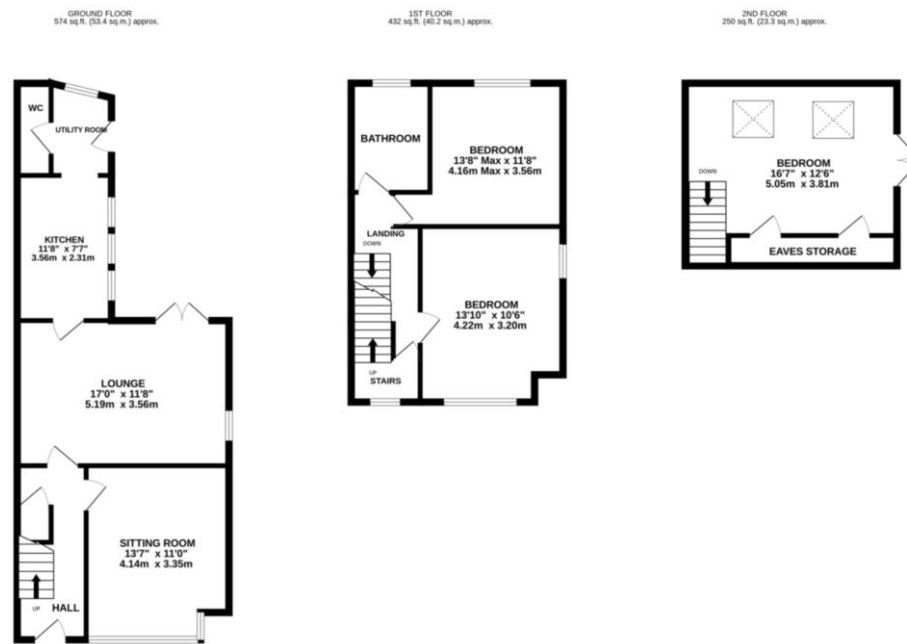 GROUND FLOOR
574 sq.ft. (53.4 sq.m.) approx.
WC
UTILITY ROOM
KITCHEN
11'8" x 7'7"
3.56m x 2.31m
LOUNGE
17'0" x 11'8"
5.19m x 3.56m
SITTING ROOM
13'7" x 11'0"
4.14m x 3.35m
UP
HALL
1ST FLOOR
432 sq.ft. (40.2 sq.m.) approx.
BATHROOM
BEDROOM
13'8" Max x 11'8"
4.16m Max x 3.56m
LANDING
DOWN
BEDROOM
13'10" x 10'6"
4.22m x 3.20m
UP
STAIRS
2ND FLOOR
250 sq.ft. (23.3 sq.m.) approx.
BEDROOM
16'7" x 12'6"
5.05m x 3.81m
DOWN
EAVES STORAGE